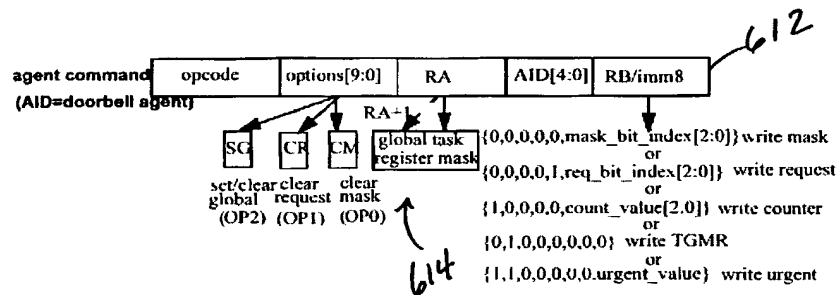 612
agent command opcode options[9:0] RA AID[4:0] RB/imm8
(AID=doorbell agent)
RA+1
SG CR CM global task register mask
set/clear global (OP2)
clear request (OP1)
clear mask (OP0)
614
{0,0,0,0,0,mask_bit_index[2:0]} write mask
or
{0,0,0,0,1,req_bit_index[2:0]} write request
or
{1,0,0,0,0,count_value[2.0]} write counter
or
{0,1,0,0,0,0,0,0} write TGMR
or
{1,1,0,0,0,0,0.urgent_value} write urgent